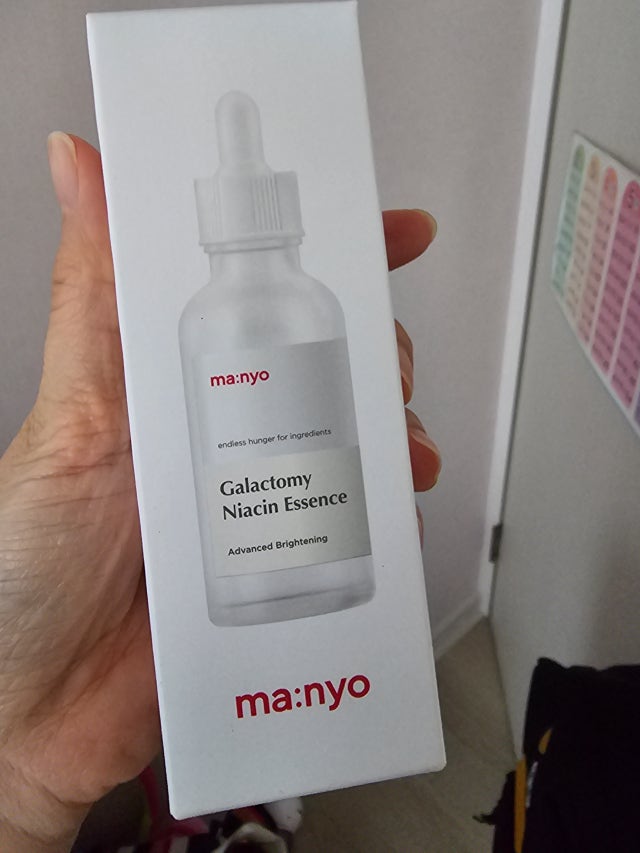 ma:nyo
endless hunger for ingredients
Galactomy
Niacin Essence
Advanced Brightening
ma:nyo